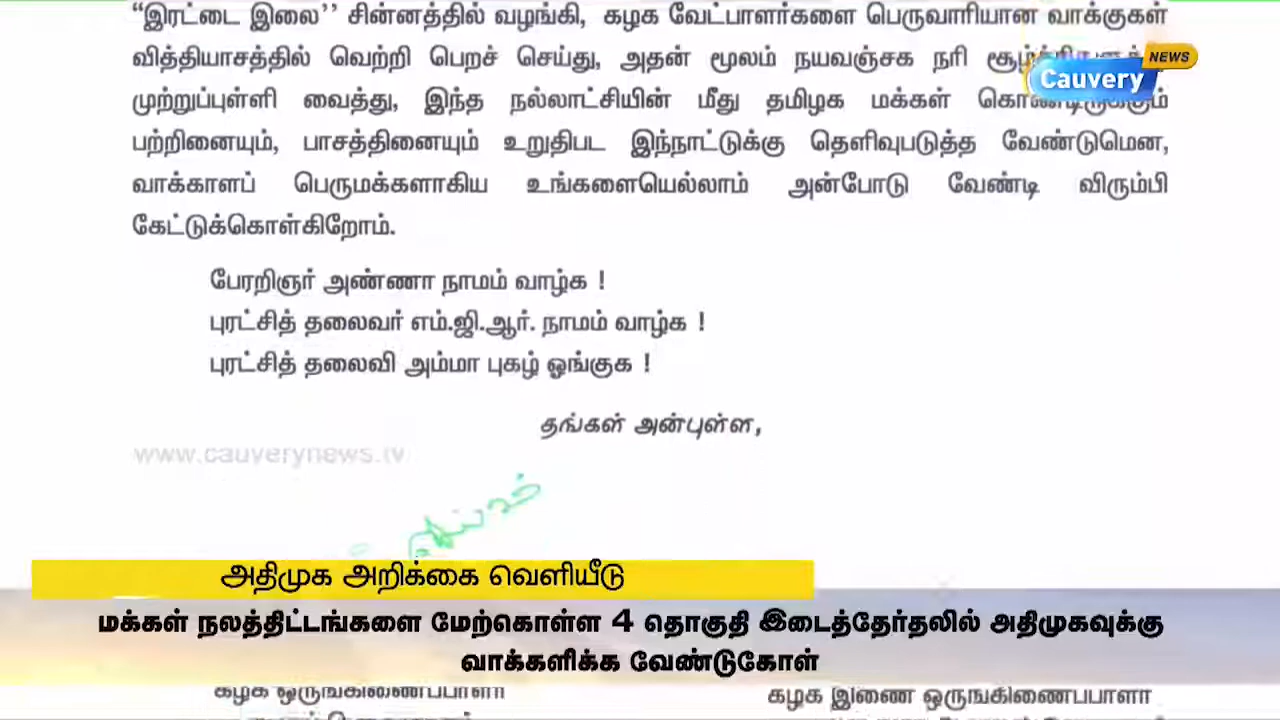 “இரட்டை இலை’’ சின்னத்தில் வழங்கி, கழக வேட்பாளர்களை பெருவாரியான வாக்குகள்
வித்தியாசத்தில் வெற்றி பெறச் செய்து, அதன் மூலம் நயவஞ்சக நரி
NEWS
Cauvery
முற்றுப்புள்ளி வைத்து, இந்த நல்லாட்சியின் மீது தமிழக மக்கள் கொண்டிருக்கும்
பற்றினையும், பாசத்தினையும் உறுதிபட இந்நாட்டுக்கு தெளிவுபடுத்த வேண்டுமென,
வாக்காளப் பெருமக்களாகிய உங்களையெல்லாம் அன்போடு வேண்டி விரும்பி
கேட்டுக்கொள்கிறோம்.
பேரறிஞர் அண்ணா நாமம் வாழ்க !
புரட்சித் தலைவர் எம்.ஜி.ஆர். நாமம் வாழ்க !
புரட்சித் தலைவி அம்மா புகழ் ஓங்குக !
தங்கள் அன்புள்ள,
www.cauverynews.tv
அதிமுக அறிக்கை வெளியீடு
மக்கள் நலத்திட்டங்களை மேற்கொள்ள 4 தொகுதி இடைத்தேர்தலில் அதிமுகவுக்கு
வாக்களிக்க வேண்டுகோள்
கழக ஒருங்கிணைப்பாளர் கழக இணை ஒருங்கிணைப்பாளர்